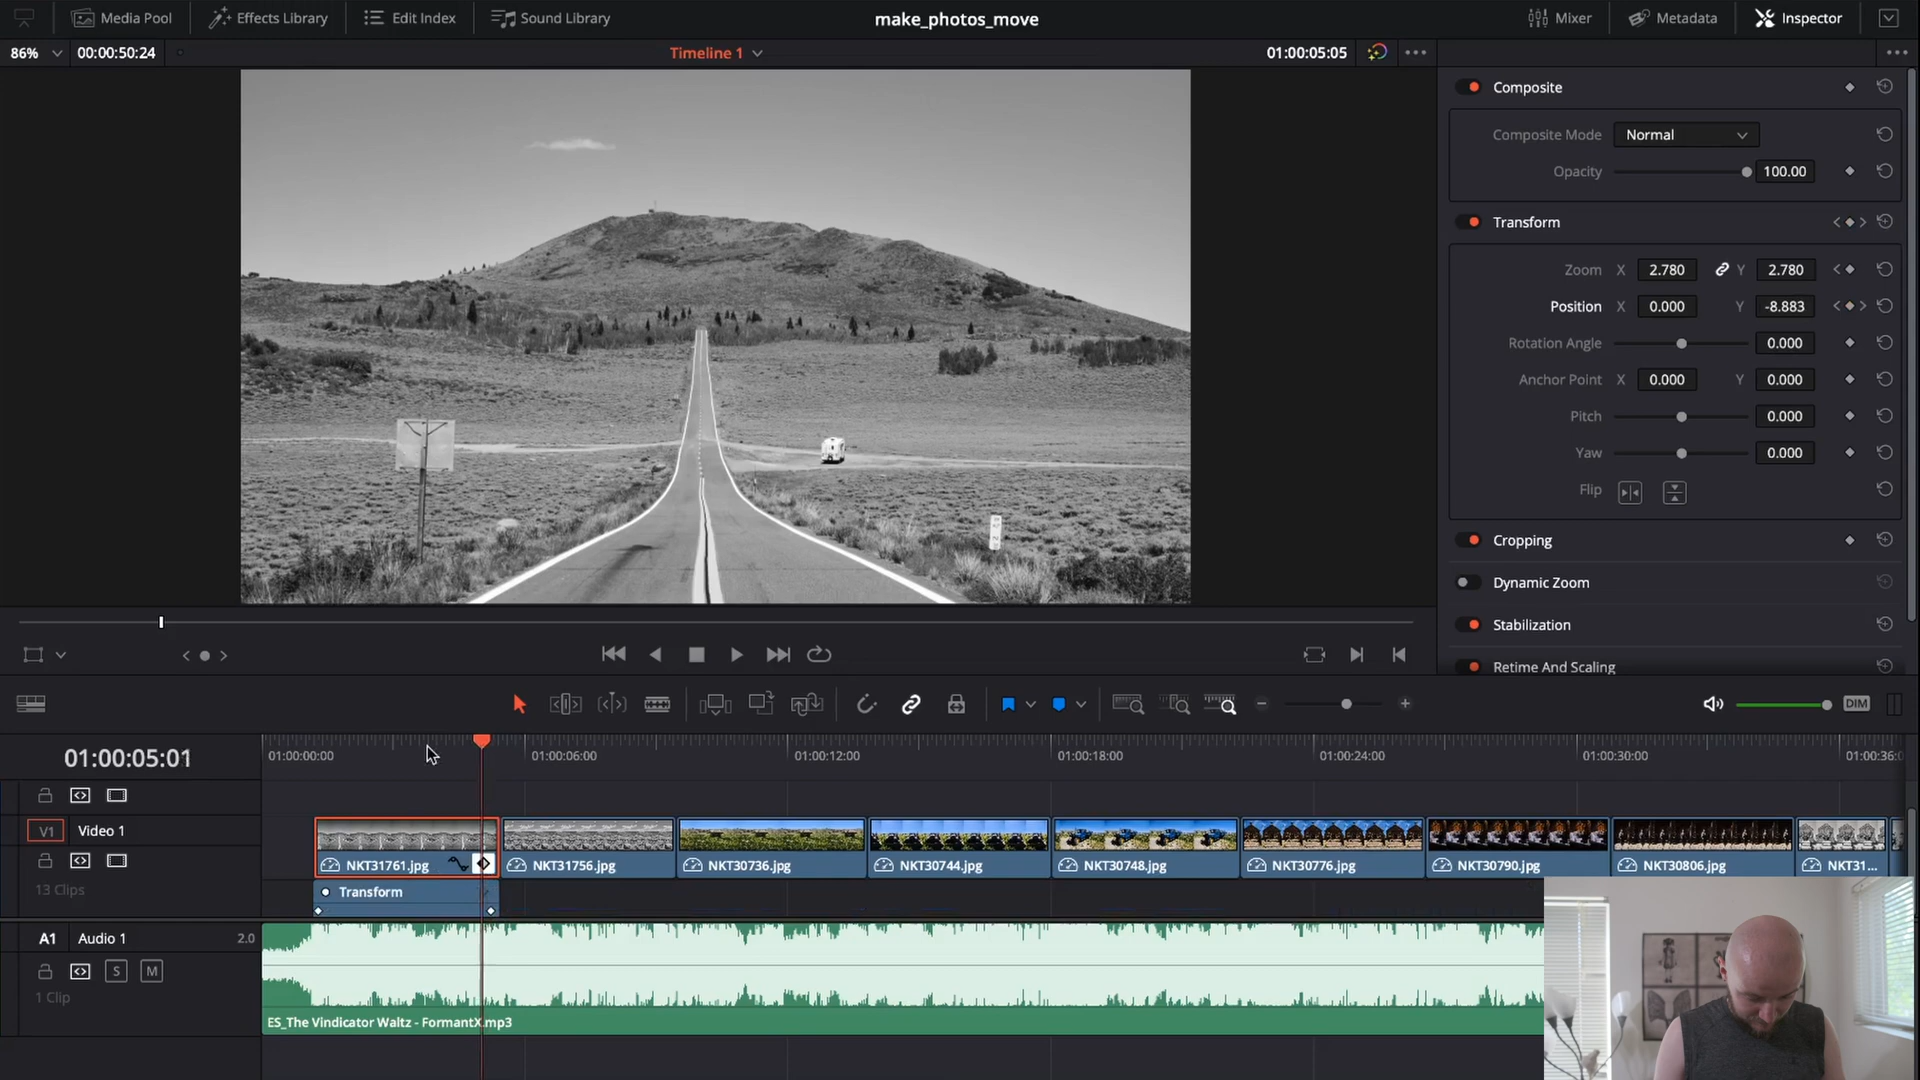 Media Pool
Effects Library
Edit Index
Sound Library
make_photos_move
Mixer
Metadata
Inspector
86%
00:00:50:24
Timeline 1
01:00:05:05
Composite
Composite Mode
Normal
Opacity
100.00
Transform
Zoom X 2.780 Y 2.780
Position X 0.000 Y -8.883
Rotation Angle 0.000
Anchor Point X 0.000 Y 0.000
Pitch 0.000
Yaw 0.000
Flip
Cropping
Dynamic Zoom
Stabilization
Retime And Scaling
DIM
01:00:05:01
01:00:00:00
01:00:06:00
01:00:12:00
01:00:18:00
01:00:24:00
01:00:30:00
01:00:36:0
V1 Video 1
13 Clips
NKT31761.jpg
NKT31756.jpg
NKT30736.jpg
NKT30744.jpg
NKT30748.jpg
NKT30776.jpg
NKT30790.jpg
NKT30806.jpg
NKT31...
Transform
A1 Audio 1 2.0
S M
1 Clip
ES_The Vindicator Waltz - FormantX.mp3